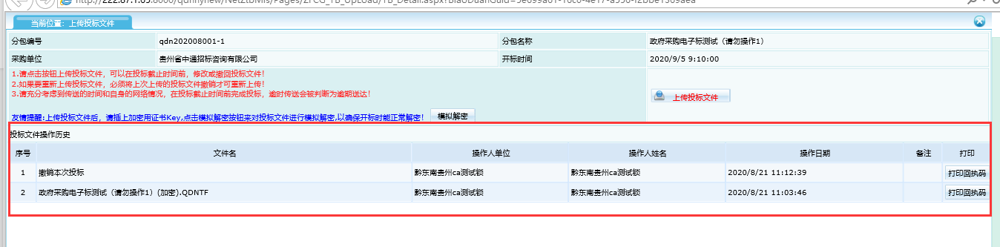 当前位置：上传投标文件
分包编号 qdn202008001-1 分包名称 政府采购电子标测试（请勿操作1）
采购单位 贵州省中通招标咨询有限公司 开标时间 2020/9/5 9:10:00
1.请点击按钮上传投标文件，可以在投标截止时间前，修改或撤回投标文件！
2.如果要重新上传投标文件，必须将上次上传的投标文件撤销才可重新上传！
3.请充分考虑到传送的时间和自身的网络情况，在投标截止时间前完成投标，逾时传送会被判断为逾期送达！
上传投标文件
友情提醒:上传投标文件后，请插上加密用证书Key,点击模拟解密按钮来对投标文件进行模拟解密,以确保开标时能正常解密！ 模拟解密
投标文件操作历史
序号 文件名 操作人单位 操作人姓名 操作日期 备注 打印
1 撤销本次投标 黔东南贵州ca测试锁 黔东南贵州ca测试锁 2020/8/21 11:12:39 打印回执码
2 政府采购电子标测试（请勿操作1）(加密).QDNTF 黔东南贵州ca测试锁 黔东南贵州ca测试锁 2020/8/21 11:03:46 打印回执码